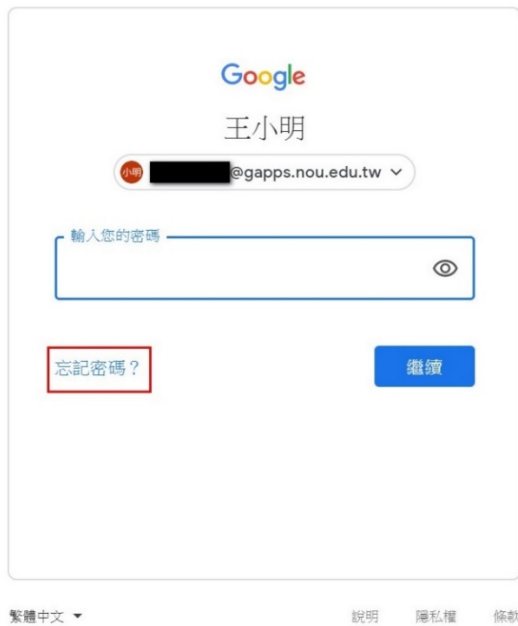 Google
王小明
小明 @gapps.nou.edu.tw
輸入您的密碼
忘記密碼？ 繼續
繁體中文 說明 隱私權 條款